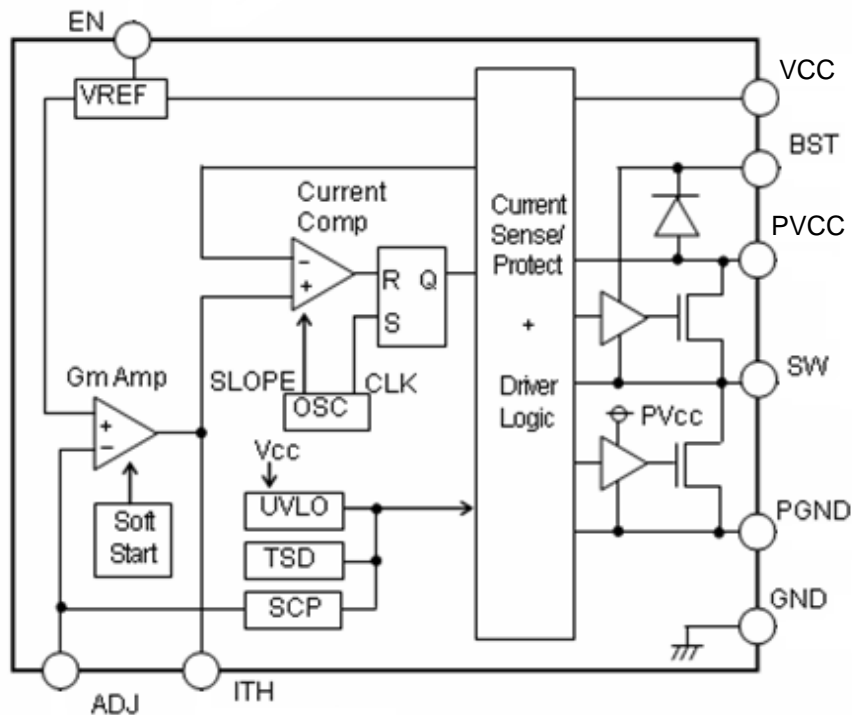 EN
VREF
VCC
BST
Current
Comp
Current
Sense/
Protect
+
Driver
Logic
PVCC
−
+
R Q
S
SLOPE
CLK
OSC
Gm Amp
+
−
SW
PVcc
Vcc
UVLO
Soft
Start
TSD
SCP
PGND
GND
ADJ
ITH